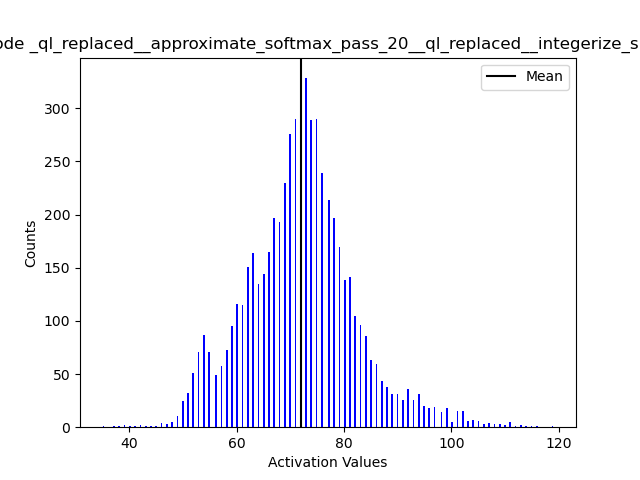 ode _ql_replaced__approximate_softmax_pass_20__ql_replaced__integerize_s
Mean
300
250
200
150
100
50
0
Counts
40 60 80 100 120
Activation Values